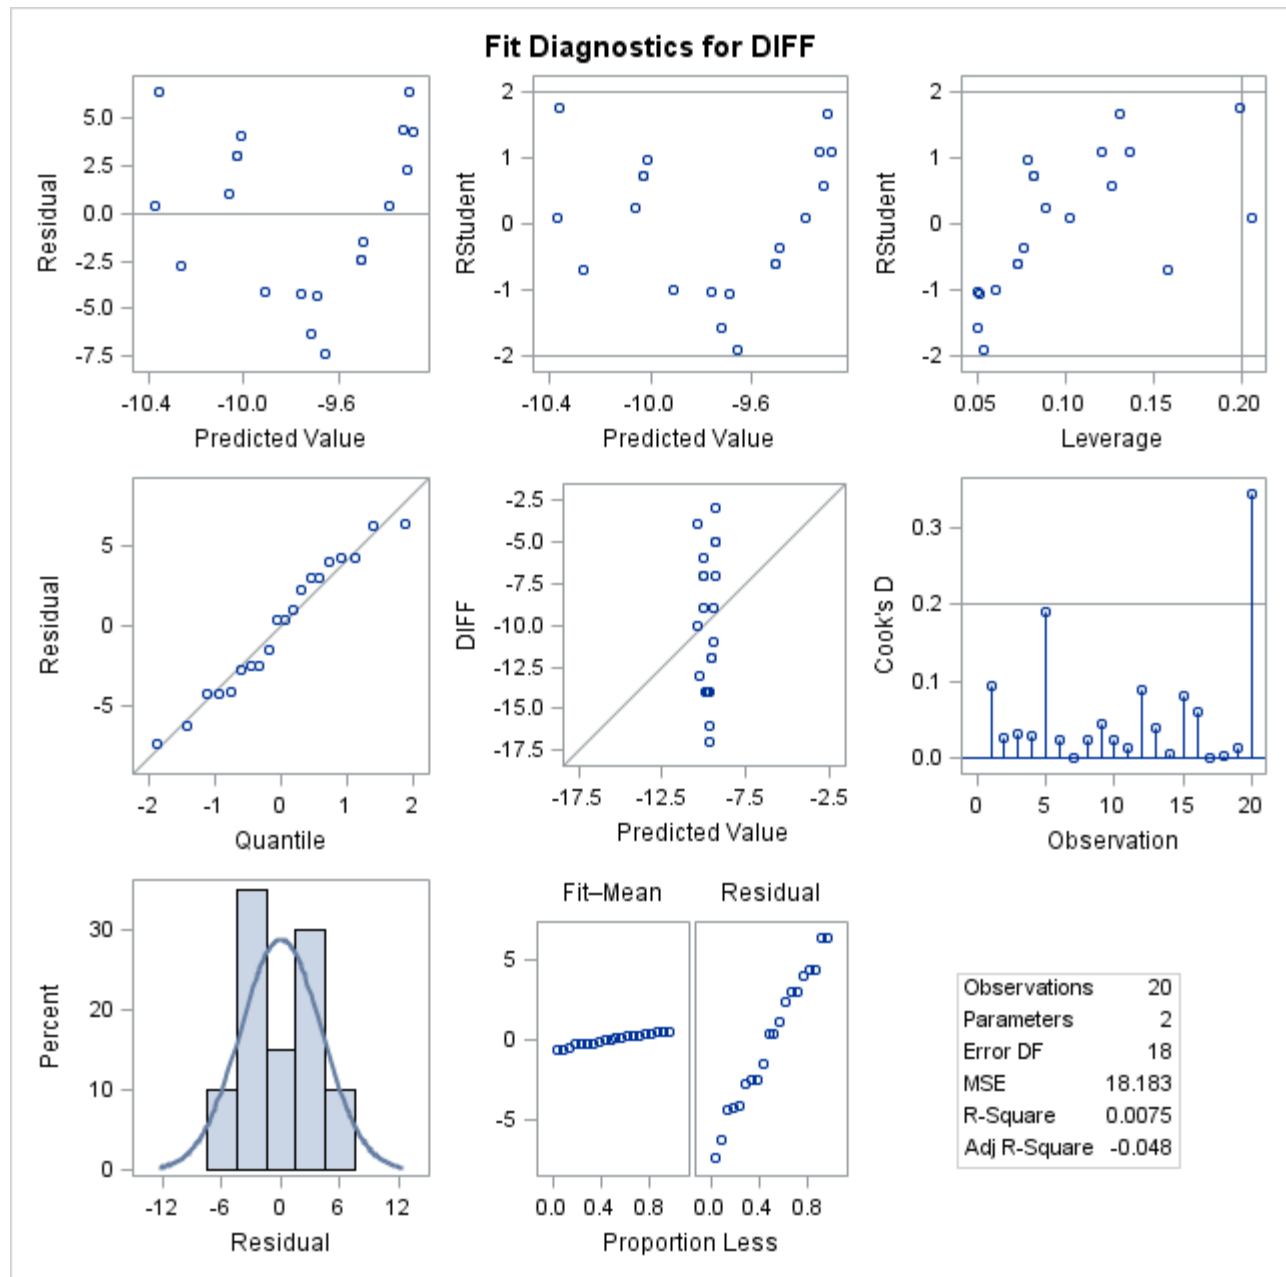 Fit Diagnostics for DIFF
Residual
5.0
2.5
0.0
-2.5
-5.0
-7.5
-10.4 -10.0 -9.6
Predicted Value
RStudent
2
1
0
-1
-2
-10.4 -10.0 -9.6
Predicted Value
RStudent
2
1
0
-1
-2
0.05 0.10 0.15 0.20
Leverage
Residual
5
0
-5
-2 -1 0 1 2
Quantile
DIFF
-2.5
-5.0
-7.5
-10.0
-12.5
-15.0
-17.5
-17.5 -12.5 -7.5 -2.5
Predicted Value
Cook's D
0.3
0.2
0.1
0.0
0 5 10 15 20
Observation
Percent
30
20
10
0
-12 -6 0 6 12
Residual
Fit–Mean Residual
5
0
-5
0.0 0.4 0.8 0.0 0.4 0.8
Proportion Less
Observations 20
Parameters 2
Error DF 18
MSE 18.183
R-Square 0.0075
Adj R-Square -0.048